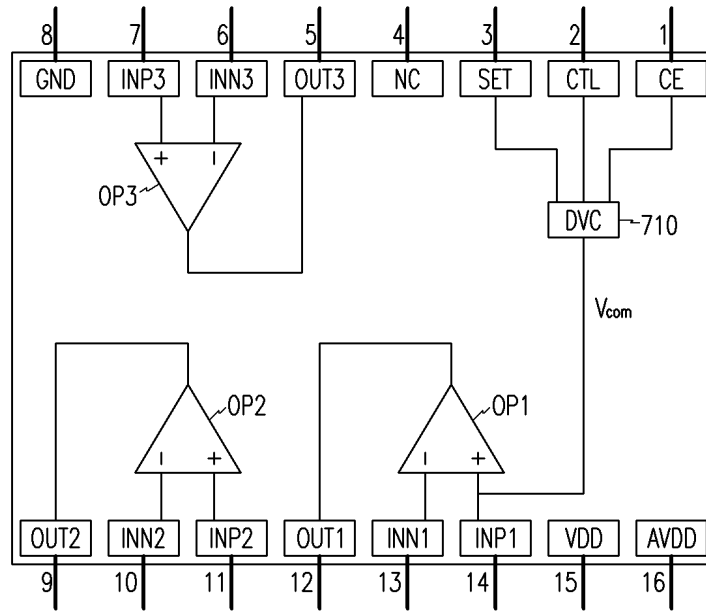 8 7 6 5 4 3 2 1
GND INP3 INN3 OUT3 NC SET CTL CE
+ −
OP3
DVC 710
Vcom
OP2 OP1
− + − +
OUT2 INN2 INP2 OUT1 INN1 INP1 VDD AVDD
9 10 11 12 13 14 15 16